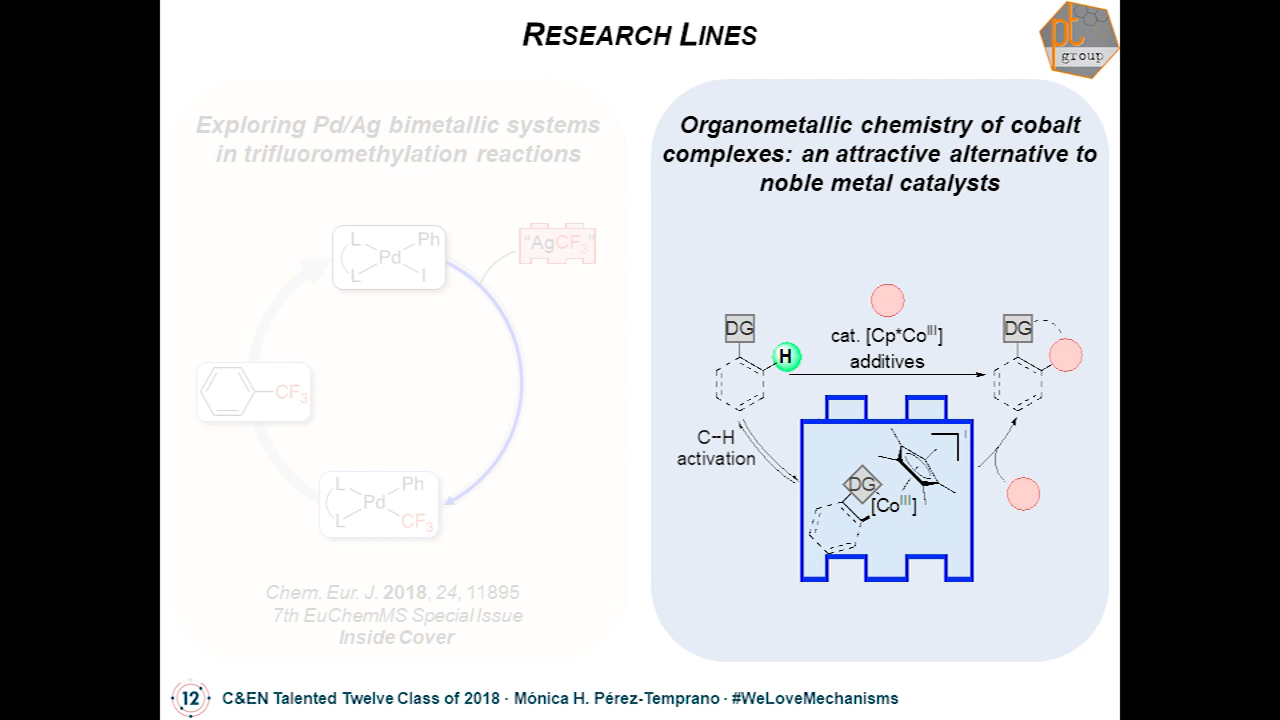 RESEARCH LINES
pt
group
Exploring Pd/Ag bimetallic systems
in trifluoromethylation reactions
L
Ph
Pd
L
I
"AgCF3"
CF3
L
Ph
Pd
L
CF3
Chem. Eur. J. 2018, 24, 11895
7th EuChemMS Special Issue
Inside Cover
Organometallic chemistry of cobalt
complexes: an attractive alternative to
noble metal catalysts
DG
H
cat. [Cp*CoIII]
additives
DG
C–H
activation
DG
[CoIII]
I
12
C&EN Talented Twelve Class of 2018 · Mónica H. Pérez-Temprano · #WeLoveMechanisms